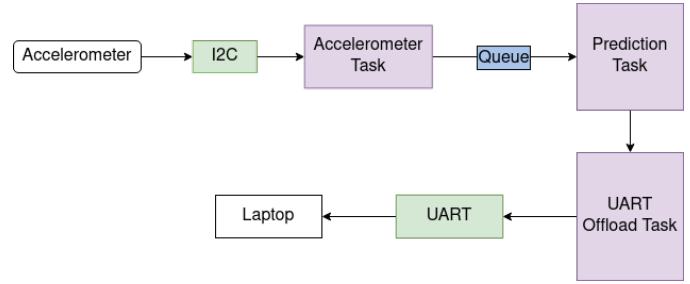 Accelerometer
I2C
Accelerometer
Task
Queue
Prediction
Task
UART
Offload Task
UART
Laptop